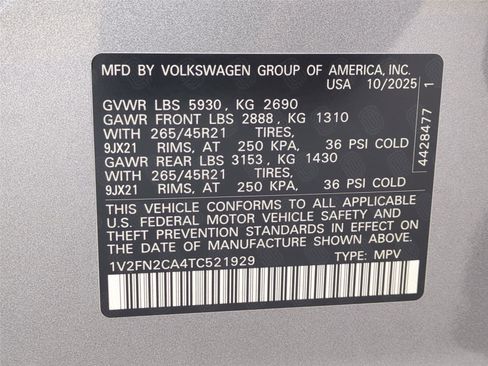 MFD BY VOLKSWAGEN GROUP OF AMERICA, INC.
USA 10/2025
GVWR LBS 5930, KG 2690
GAWR FRONT LBS 2888, KG 1310
WITH 265/45R21 TIRES,
9JX21 RIMS, AT 250 KPA, 36 PSI COLD
GAWR REAR LBS 3153, KG 1430
WITH 265/45R21 TIRES,
9JX21 RIMS, AT 250 KPA, 36 PSI COLD
THIS VEHICLE CONFORMS TO ALL APPLICABLE
U.S. FEDERAL MOTOR VEHICLE SAFETY AND
THEFT PREVENTION STANDARDS IN EFFECT ON
THE DATE OF MANUFACTURE SHOWN ABOVE.
1V2FN2CA4TC521929 TYPE: MPV
4428477 1